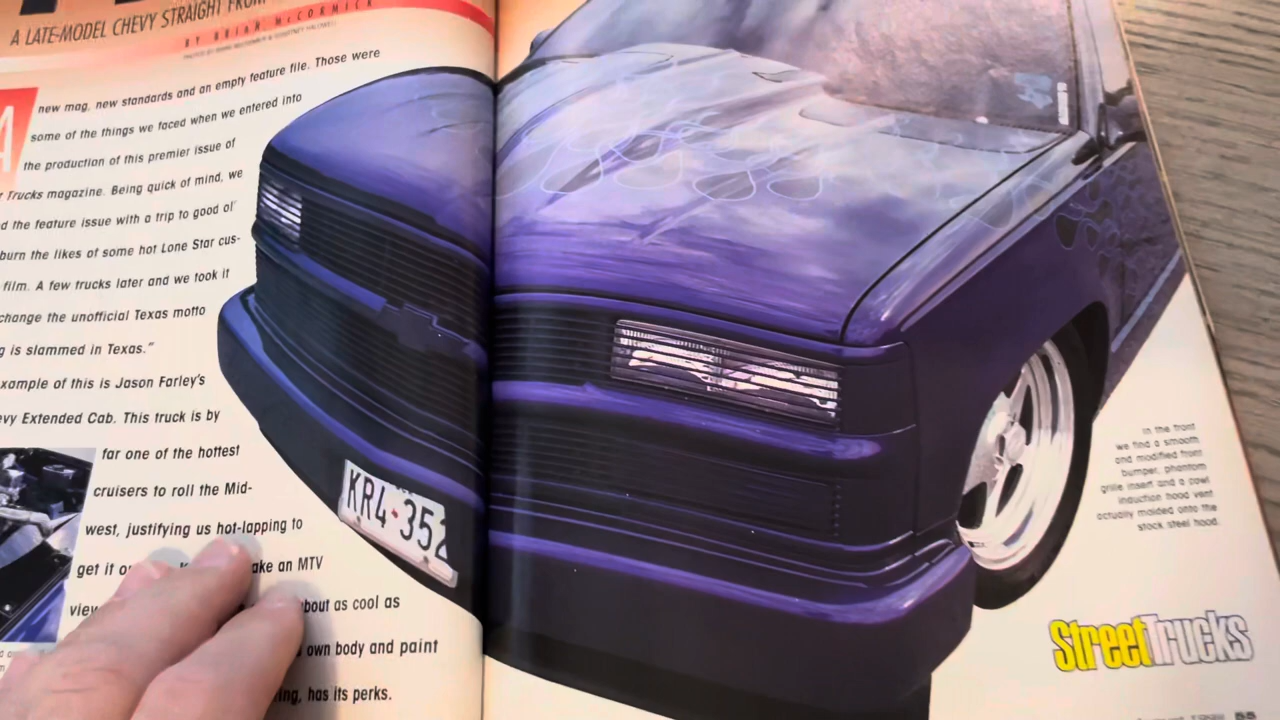 A LATE-MODEL CHEVY STRAIGHT FROM
BY BRIAN McCORMICK
A
new mag, new standards and an empty feature file. Those were
some of the things we faced when we entered into
the production of this premier issue of
Trucks magazine. Being quick of mind, we
the feature issue with a trip to good ol'
burn the likes of some hot Lone Star cus-
film. A few trucks later and we took it
change the unofficial Texas motto
is slammed in Texas."
example of this is Jason Farley's
Extended Cab. This truck is by
far one of the hottest
cruisers to roll the Mid-
west, justifying us hot-lapping to
get it
an MTV
view
about as cool as
own body and paint
has its perks.
KR4·352
In the front
we find a smooth
and modified front
bumper, phantom
grille insert and a cowl
induction hood vent
actually molded onto the
stock steel hood.
StreetTrucks